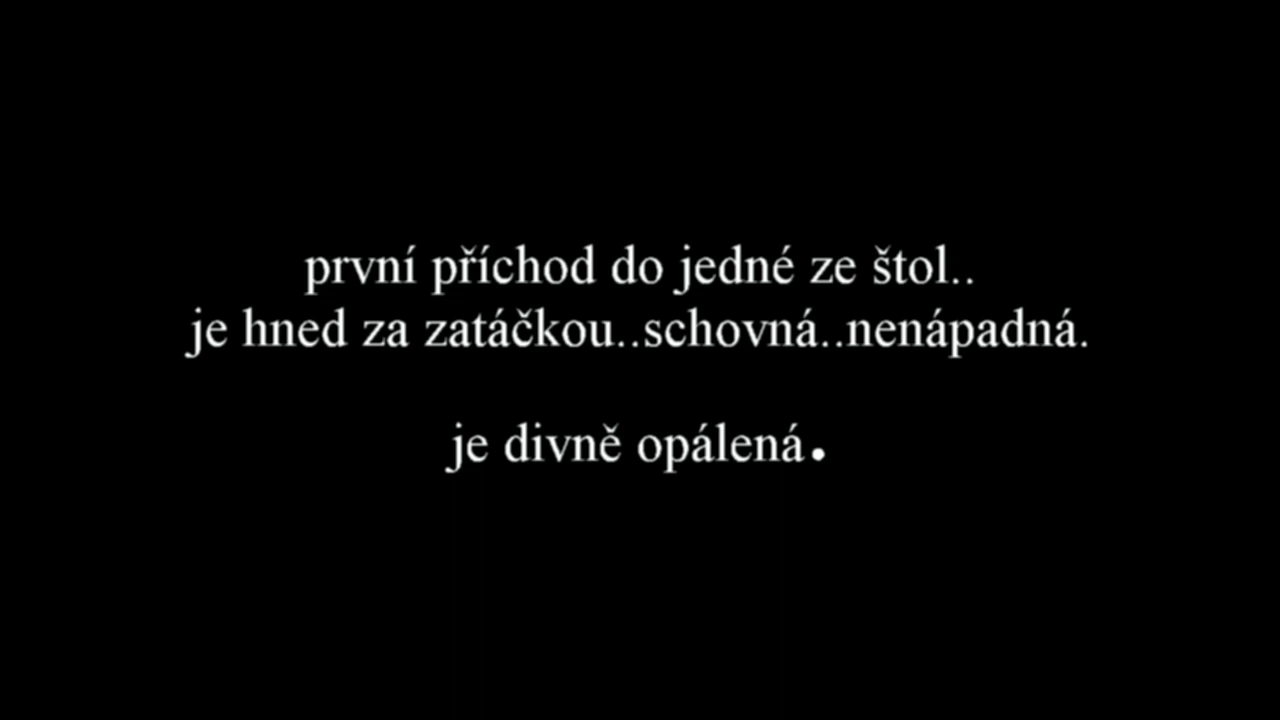 první příchod do jedné ze štol..
je hned za zatáčkou..schovná..nenápadná.
je divně opálená.